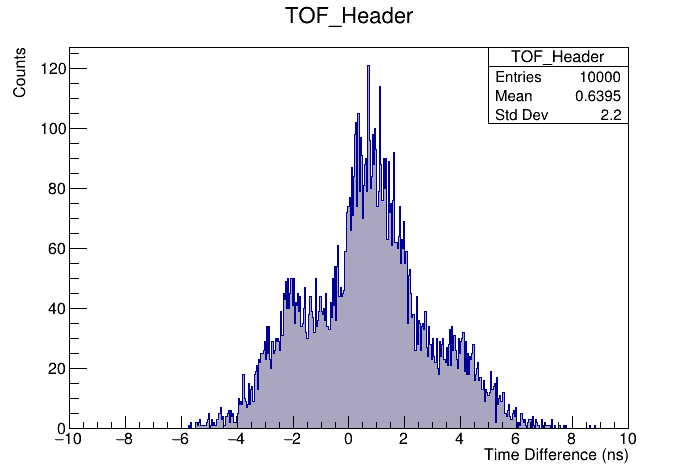 TOF_Header
Counts
TOF_Header
Entries 10000
Mean 0.6395
Std Dev 2.2
120
100
80
60
40
20
0
−10 −8 −6 −4 −2 0 2 4 6 8 10
Time Difference (ns)